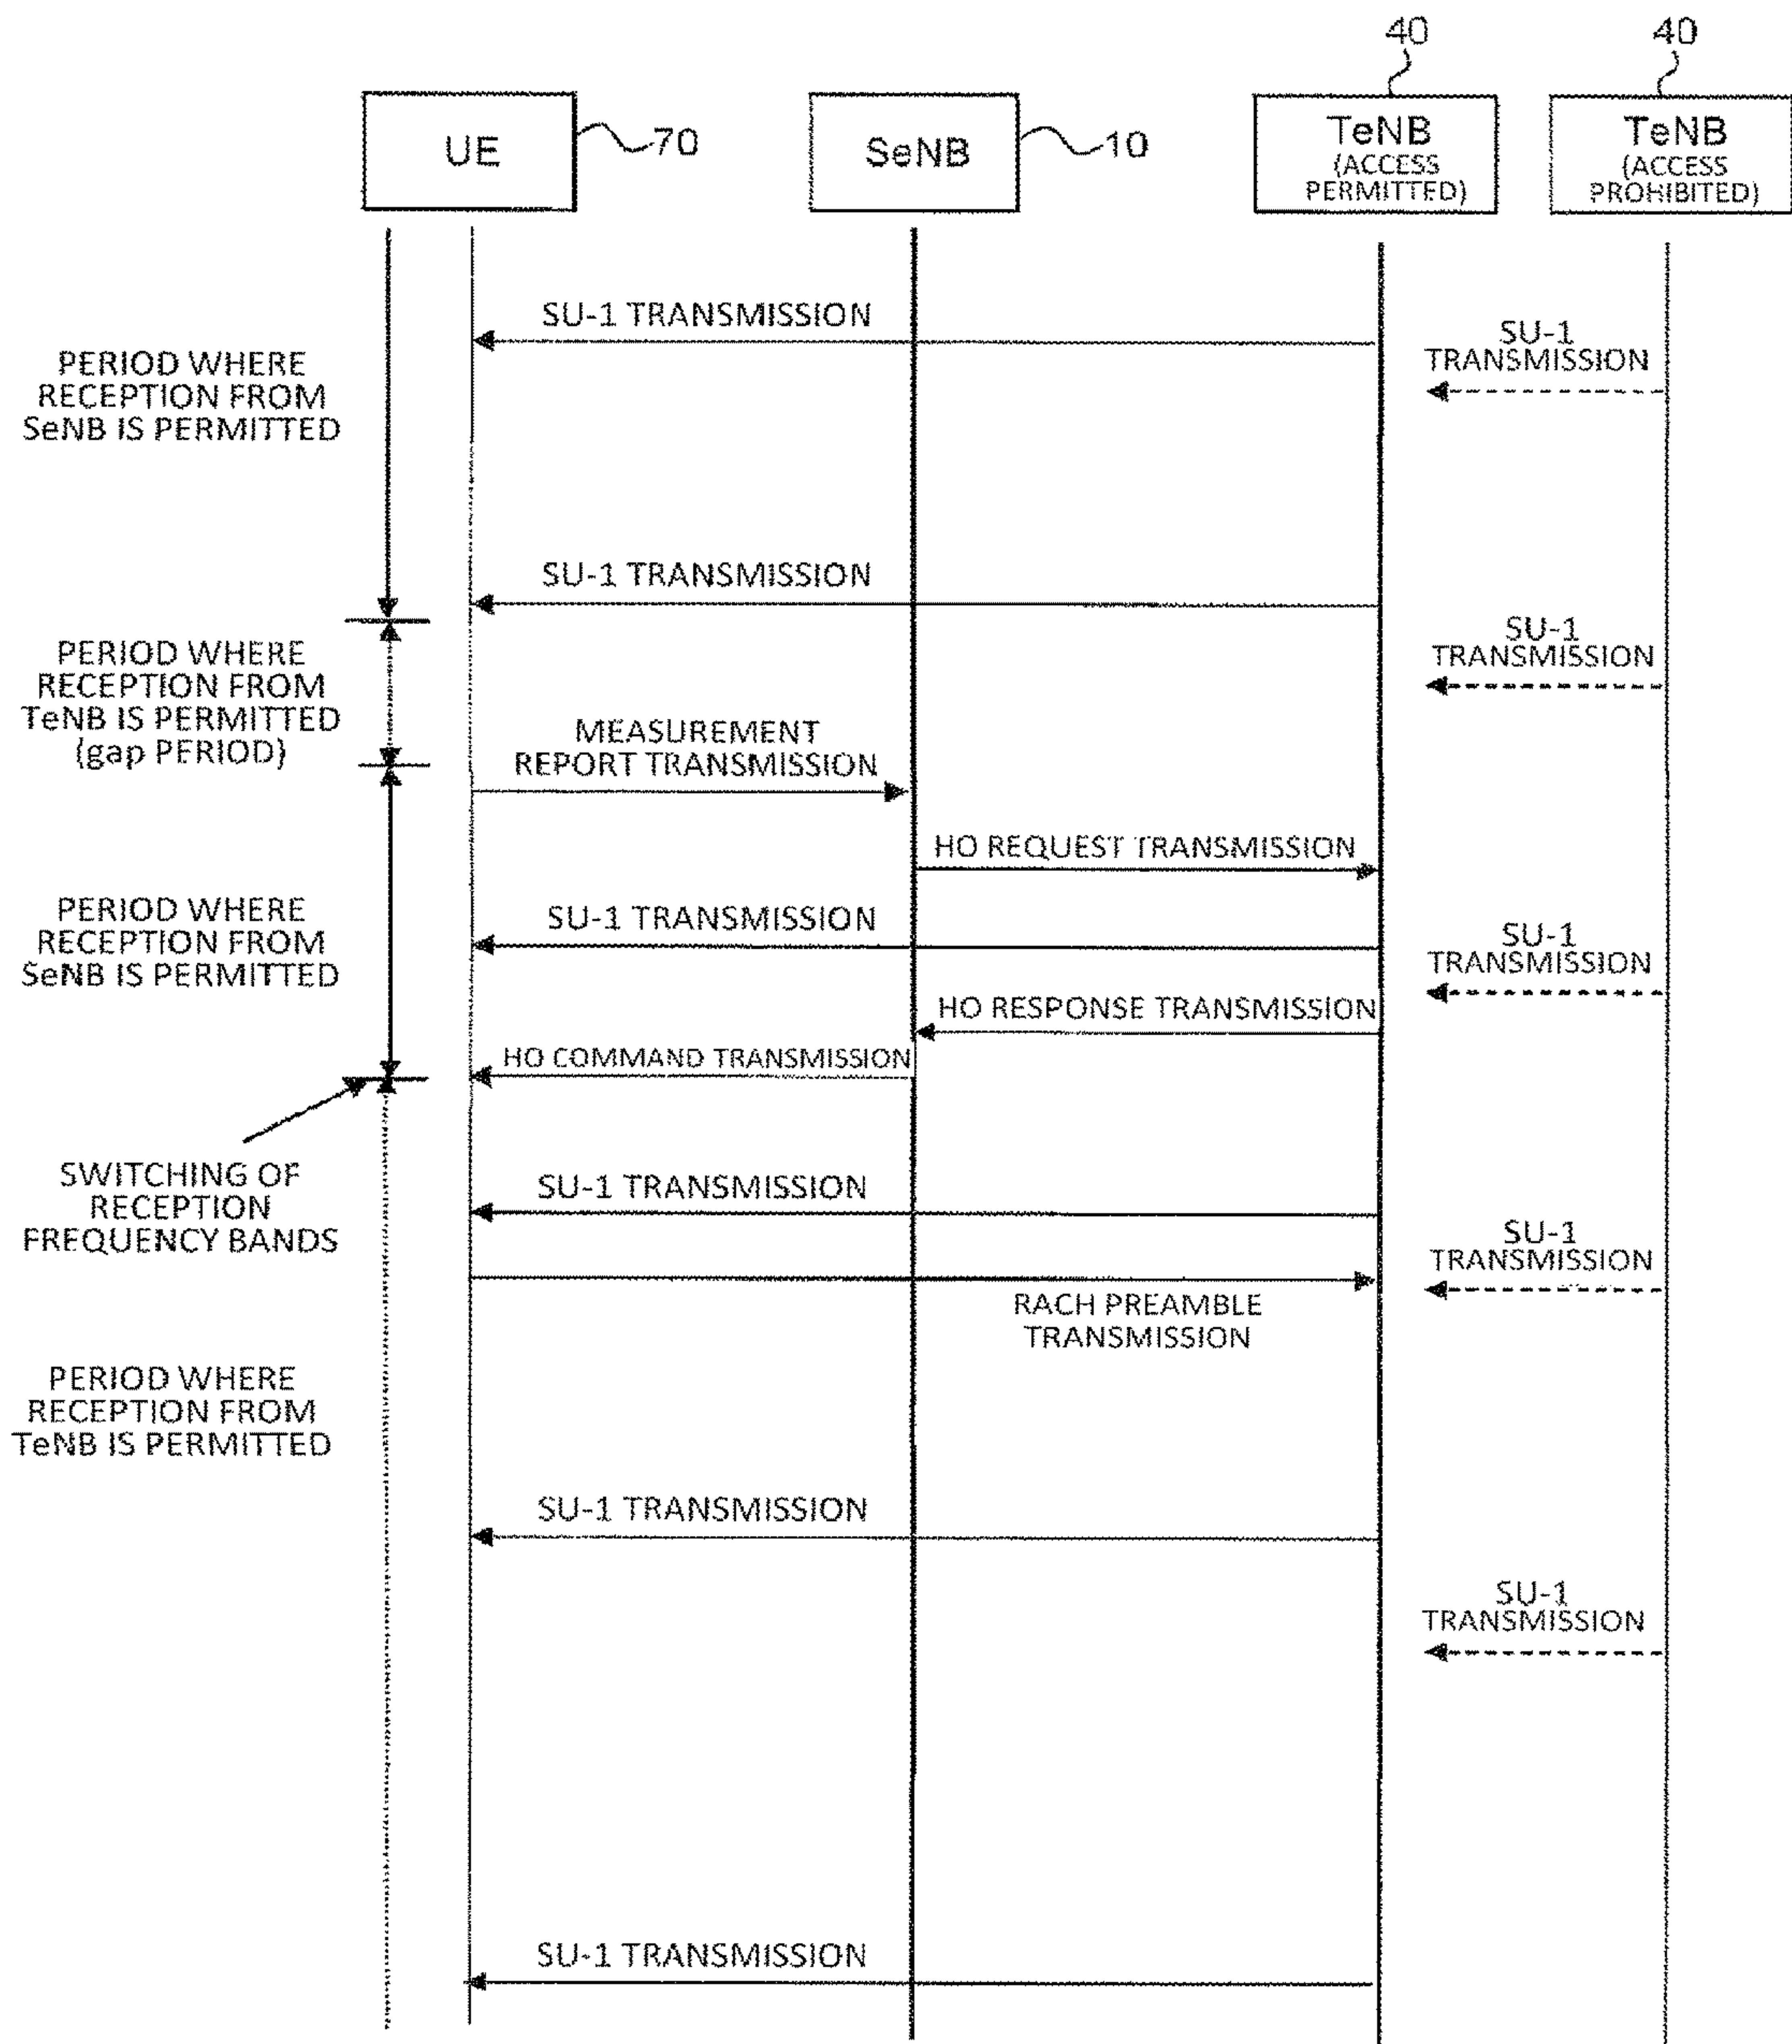 40
40
UE
70
SeNB
10
TeNB
(ACCESS
PERMITTED)
TeNB
(ACCESS
PROHIBITED)
SU-1 TRANSMISSION
SU-1
TRANSMISSION
PERIOD WHERE
RECEPTION FROM
SeNB IS PERMITTED
SU-1 TRANSMISSION
SU-1
TRANSMISSION
PERIOD WHERE
RECEPTION FROM
TeNB IS PERMITTED
(gap PERIOD)
MEASUREMENT
REPORT TRANSMISSION
HO REQUEST TRANSMISSION
PERIOD WHERE
RECEPTION FROM
SeNB IS PERMITTED
SU-1 TRANSMISSION
SU-1
TRANSMISSION
HO RESPONSE TRANSMISSION
HO COMMAND TRANSMISSION
SWITCHING OF
RECEPTION
FREQUENCY BANDS
SU-1 TRANSMISSION
SU-1
TRANSMISSION
RACH PREAMBLE
TRANSMISSION
PERIOD WHERE
RECEPTION FROM
TeNB IS PERMITTED
SU-1 TRANSMISSION
SU-1
TRANSMISSION
SU-1 TRANSMISSION